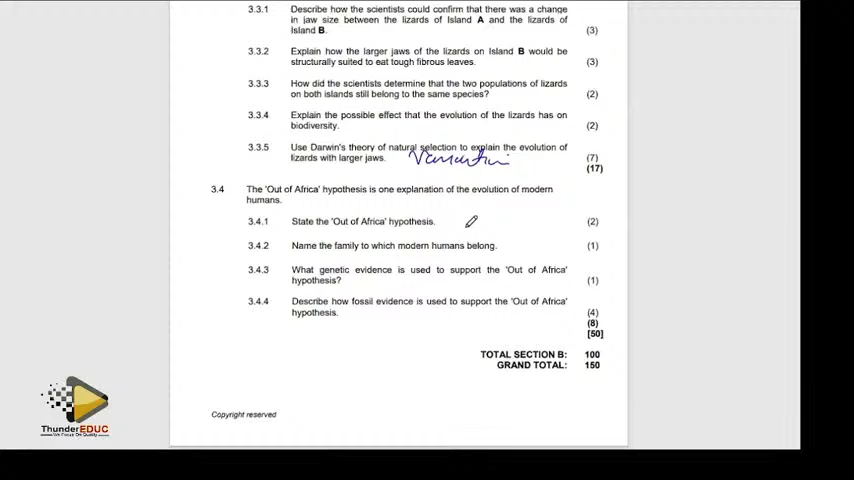 3.3.1 Describe how the scientists could confirm that there was a change
in jaw size between the lizards of Island A and the lizards of
Island B. (3)
3.3.2 Explain how the larger jaws of the lizards on Island B would be
structurally suited to eat tough fibrous leaves. (3)
3.3.3 How did the scientists determine that the two populations of lizards
on both islands still belong to the same species? (2)
3.3.4 Explain the possible effect that the evolution of the lizards has on
biodiversity. (2)
3.3.5 Use Darwin's theory of natural selection to explain the evolution of
lizards with larger jaws. (7)
(17)
3.4 The 'Out of Africa' hypothesis is one explanation of the evolution of modern
humans.
3.4.1 State the 'Out of Africa' hypothesis. (2)
3.4.2 Name the family to which modern humans belong. (1)
3.4.3 What genetic evidence is used to support the 'Out of Africa'
hypothesis? (1)
3.4.4 Describe how fossil evidence is used to support the 'Out of Africa'
hypothesis. (4)
(8)
[50]
TOTAL SECTION B: 100
GRAND TOTAL: 150
Copyright reserved
ThunderEDUC
We Focus On Quality